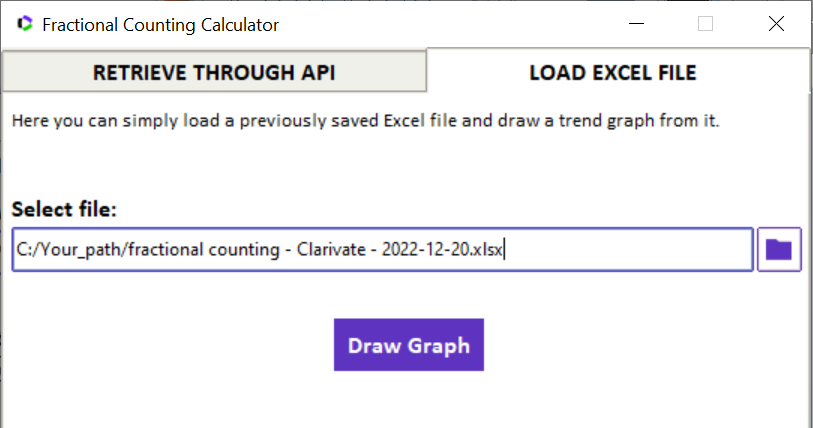 Fractional Counting Calculator
RETRIEVE THROUGH API
LOAD EXCEL FILE
Here you can simply load a previously saved Excel file and draw a trend graph from it.
Select file:
C:/Your_path/fractional counting - Clarivate - 2022-12-20.xlsx
Draw Graph